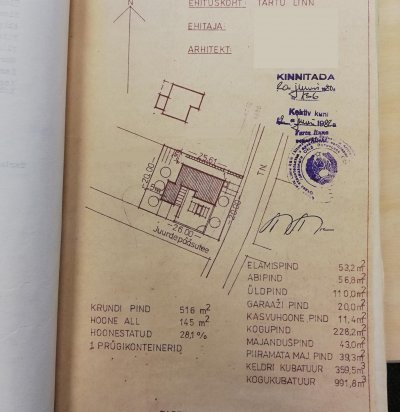 EHITUSKOHT: TARTU LINN
EHITAJA:
ARHITEKT:
KINNITADA
Kehtiv kuni
25.61
20.00
20.00
26.00
TN.
Juurdepääsutee
KRUNDI PIND 516 m²
HOONE ALL 145 m²
HOONESTATUD 28,1 %
1 PRÜGIKONTEINERID
ELAMISPIND 53,2 m²
ABIPIND 56,8 m²
ÜLDPIND 110,0 m²
GARAAŽI PIND 20,0 m²
KASVUHOONE PIND 11,4 m²
KOGUPIND 228,2 m²
MAJANDUSPIND 43,0 m²
PIIRAMATA MAJ. PIND 39,3 m²
KELDRI KUBATUUR 359,5 m³
KOGUKUBATUUR 991,8 m³